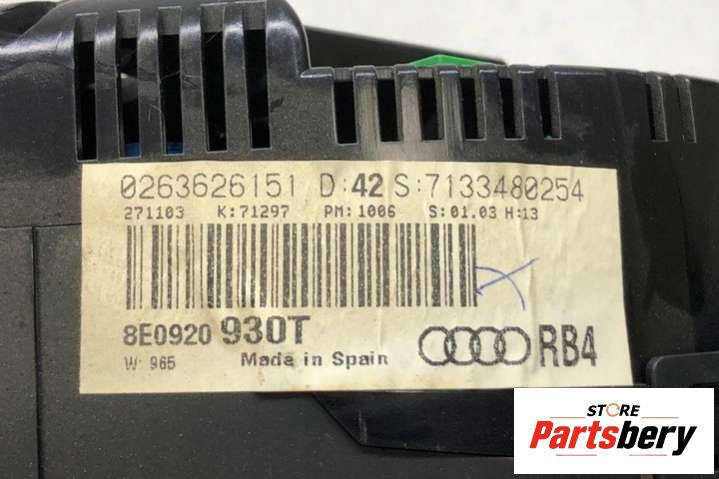 0263626151 D:42 S:7133480254
271103 K:71297 PM:1006 S:01.03 H:13
8E0920 930T
W: 965 Made in Spain RB4
STORE
Partsbery